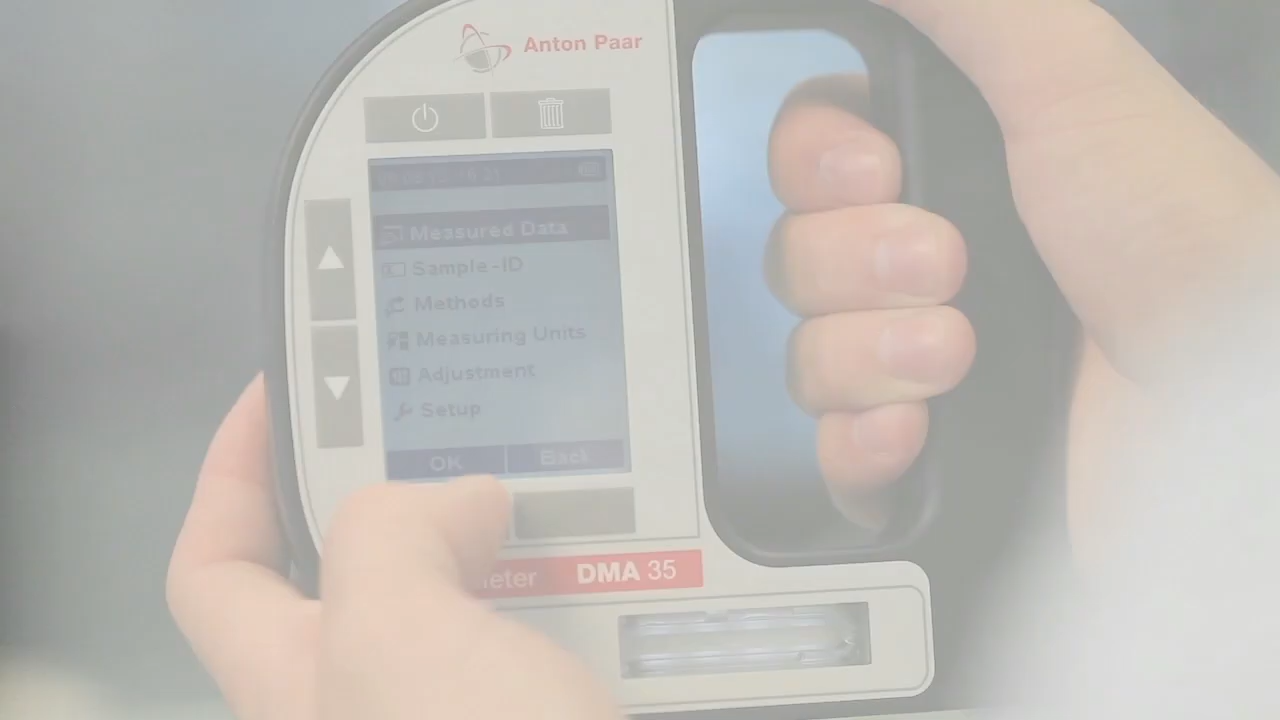 Anton Paar
Measured Data
Sample-ID
Methods
Measuring Units
Adjustment
Setup
OK Back
DMA 35